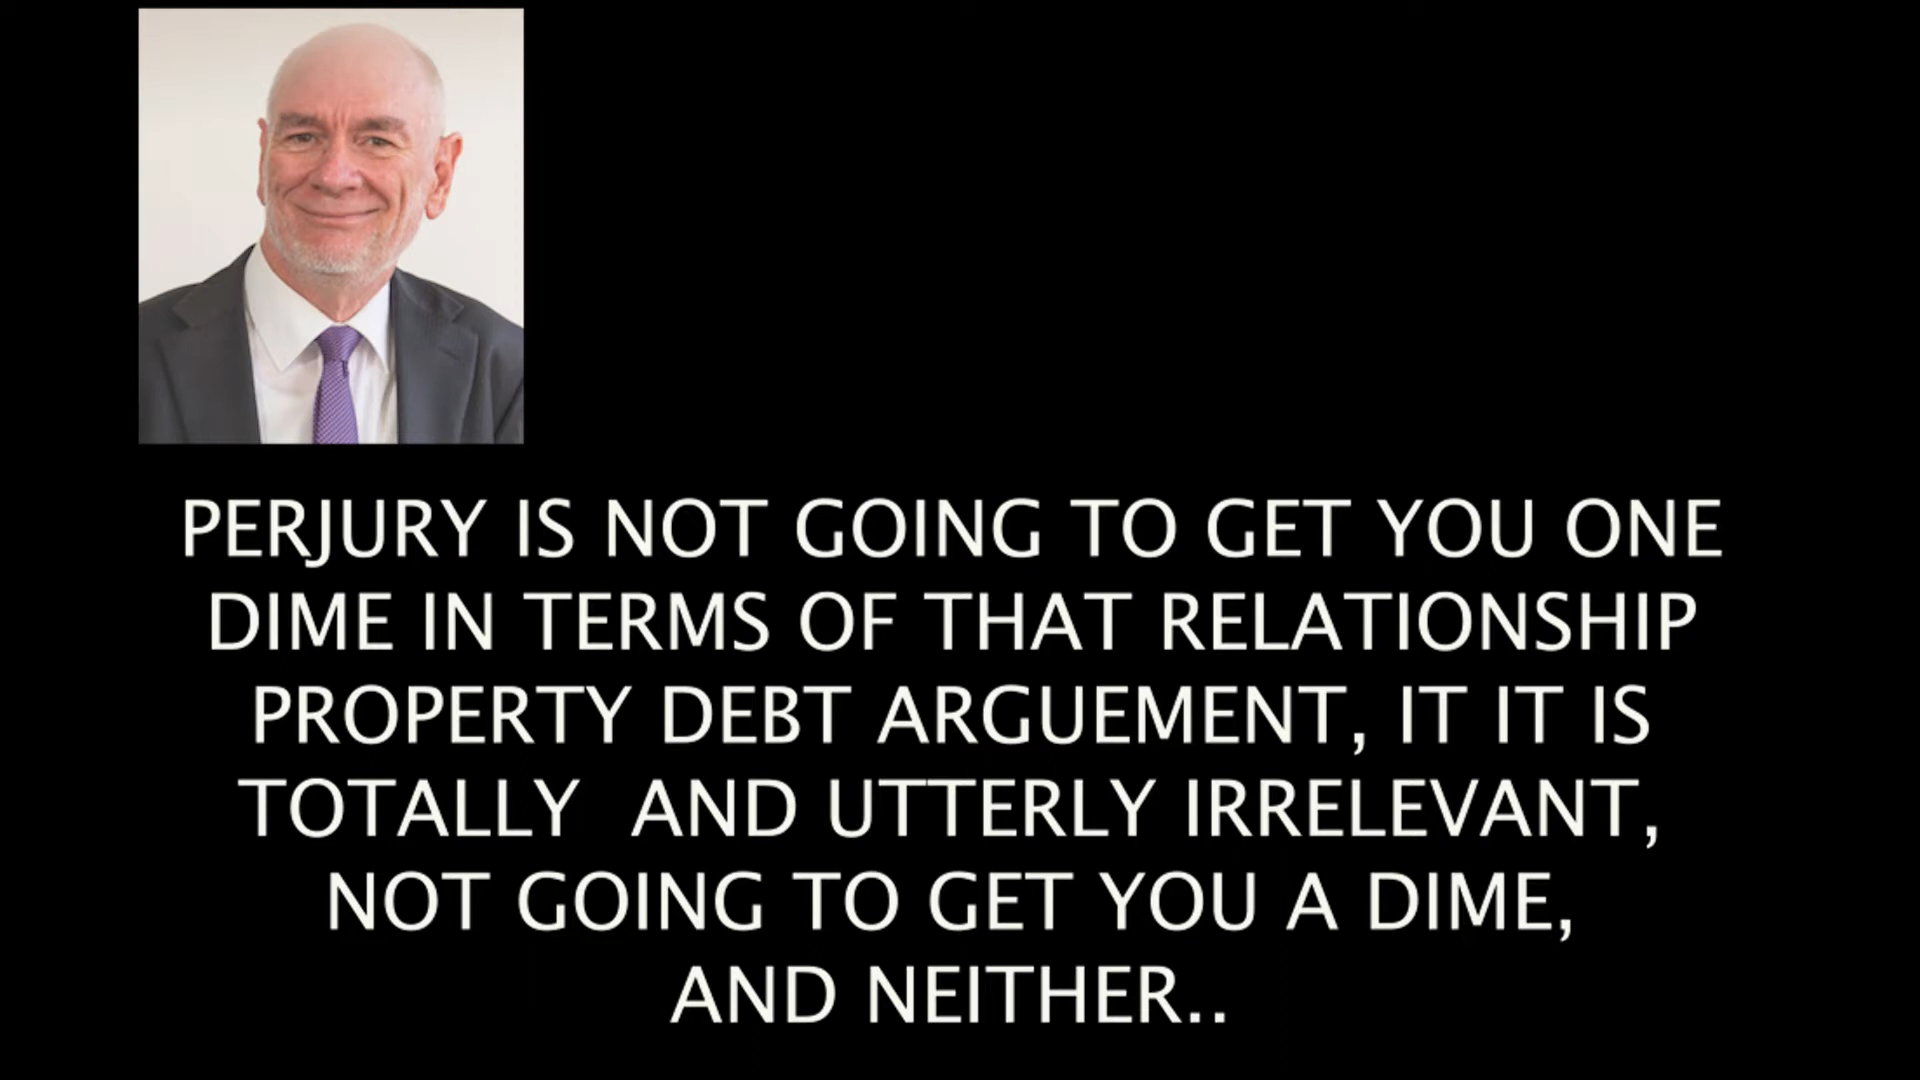 PERJURY IS NOT GOING TO GET YOU ONE
DIME IN TERMS OF THAT RELATIONSHIP
PROPERTY DEBT ARGUEMENT, IT IT IS
TOTALLY  AND UTTERLY IRRELEVANT,
NOT GOING TO GET YOU A DIME,
AND NEITHER..